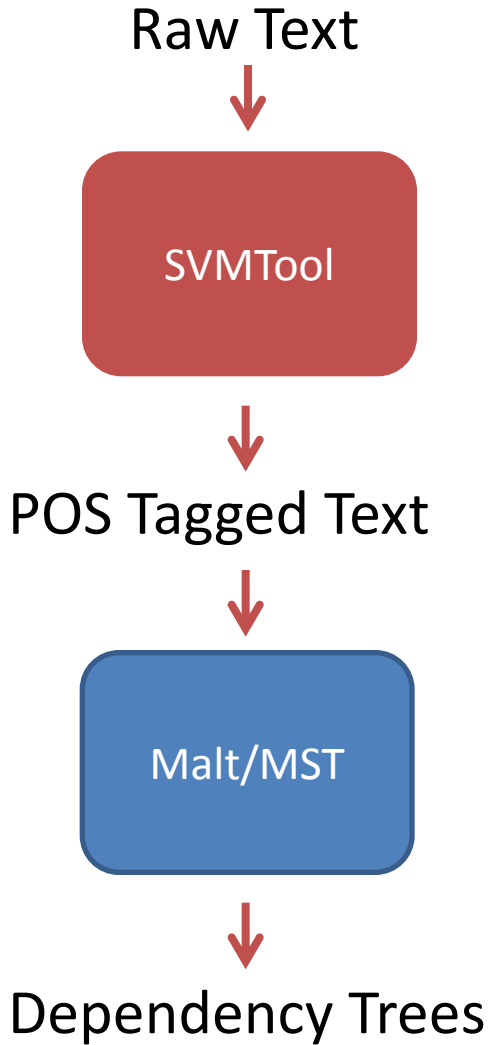 Raw Text
SVMTool
POS Tagged Text
Malt/MST
Dependency Trees